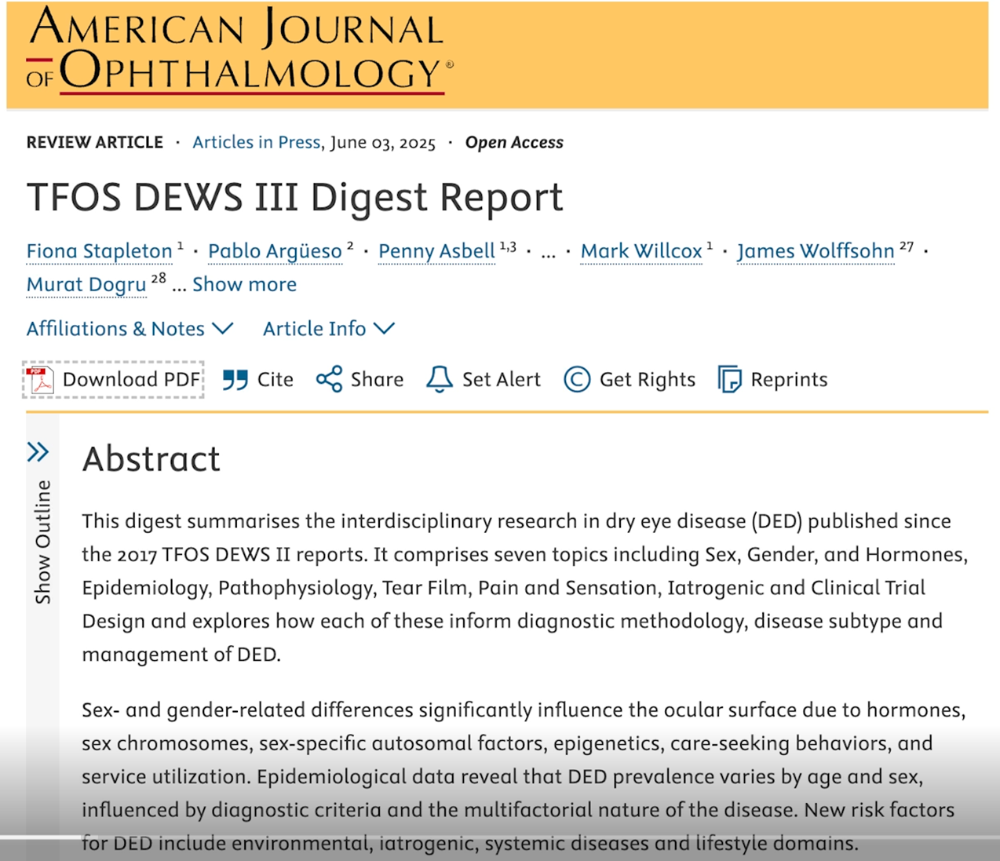 AMERICAN JOURNAL
OF OPHTHALMOLOGY®
REVIEW ARTICLE · Articles in Press, June 03, 2025 · Open Access
TFOS DEWS III Digest Report
Fiona Stapleton 1 · Pablo Argüeso 2 · Penny Asbell 1,3 · ... · Mark Willcox 1 · James Wolffsohn 27 ·
Murat Dogru 28 ... Show more
Affiliations & Notes Article Info
PDF Download PDF Cite Share Set Alert © Get Rights Reprints
Show Outline
Abstract
This digest summarises the interdisciplinary research in dry eye disease (DED) published since
the 2017 TFOS DEWS II reports. It comprises seven topics including Sex, Gender, and Hormones,
Epidemiology, Pathophysiology, Tear Film, Pain and Sensation, Iatrogenic and Clinical Trial
Design and explores how each of these inform diagnostic methodology, disease subtype and
management of DED.
Sex- and gender-related differences significantly influence the ocular surface due to hormones,
sex chromosomes, sex-specific autosomal factors, epigenetics, care-seeking behaviors, and
service utilization. Epidemiological data reveal that DED prevalence varies by age and sex,
influenced by diagnostic criteria and the multifactorial nature of the disease. New risk factors
for DED include environmental, iatrogenic, systemic diseases and lifestyle domains.